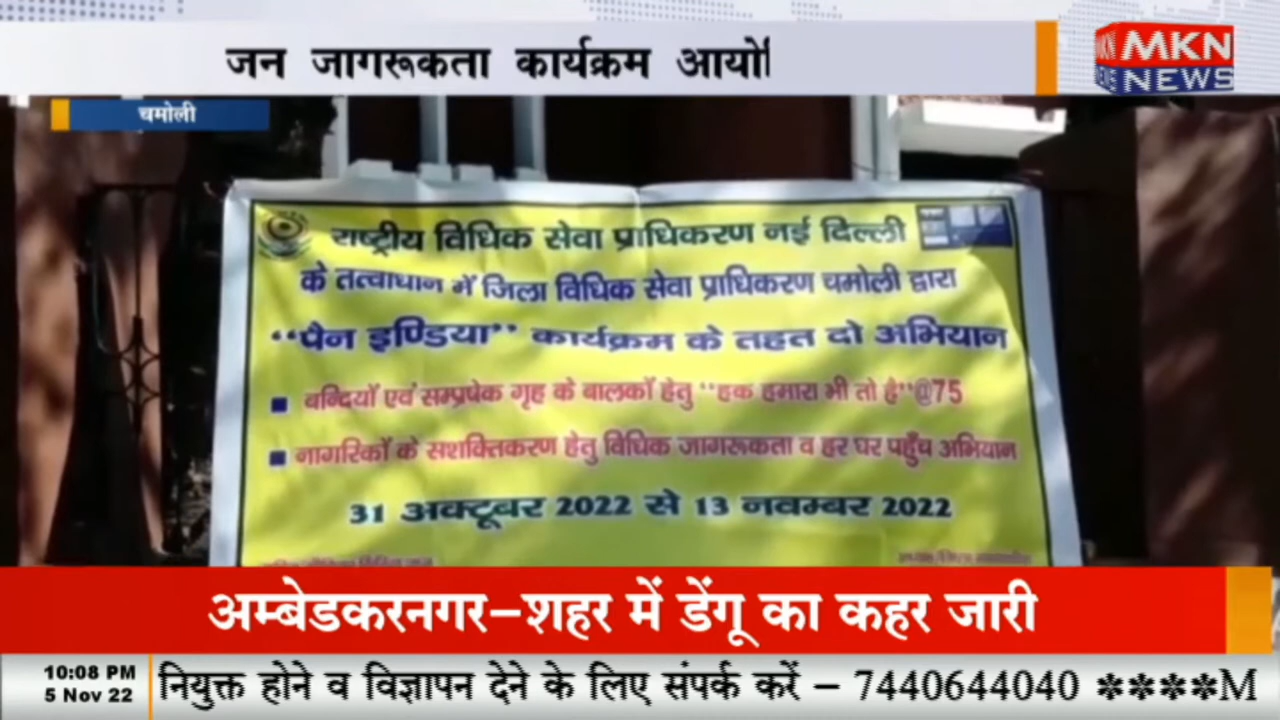 जन जागरूकता कार्यक्रम आयो
MKN
NEWS
चमोली
राष्ट्रीय विधिक सेवा प्राधिकरण नई दिल्ली
के तत्वाधान में जिला विधिक सेवा प्राधिकरण चमोली द्वारा
"पैन इण्डिया" कार्यक्रम के तहत दो अभियान
बन्दियों एवं सम्प्रषेक गृह के बालकों हेतु "हक हमारा भी तो है"@75
नागरिकों के सशक्तिकरण हेतु विधिक जागरूकता व हर घर पहुँच अभियान
31 अक्टूबर 2022 से 13 नवम्बर 2022
अम्बेडकरनगर–शहर में डेंगू का कहर जारी
10:08 PM
5 Nov 22
नियुक्त होने व विज्ञापन देने के लिए संपर्क करें – 7440644040 ****M